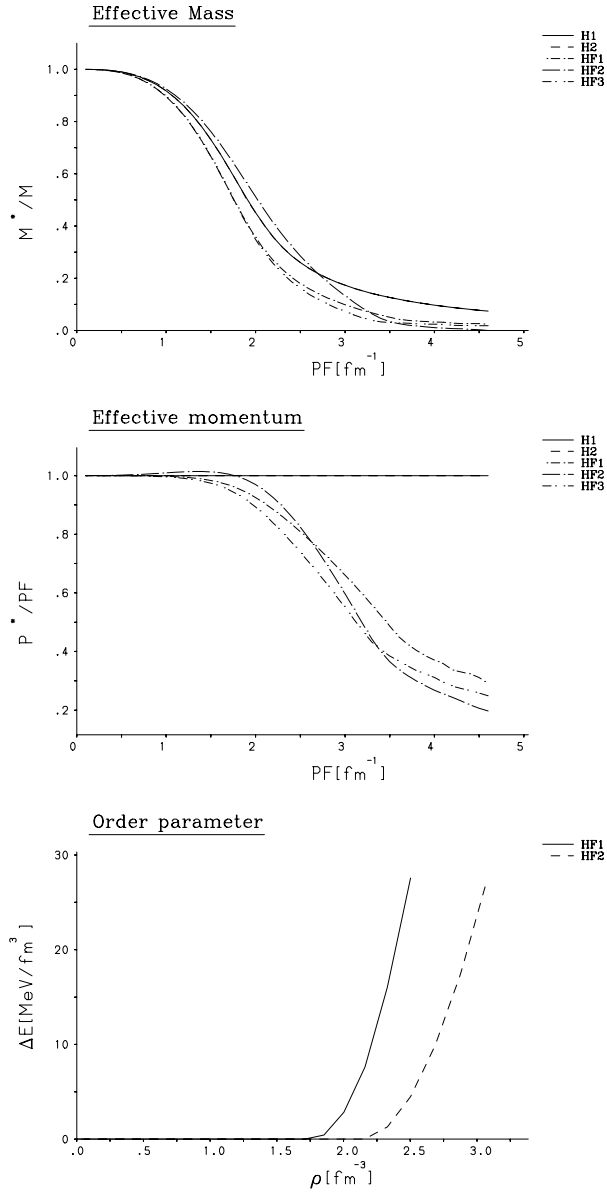 Effective Mass
H1
H2
HF1
HF2
HF3
1.0
.8
.6
.4
.2
.0
M*/M
0 1 2 3 4 5
PF[fm⁻¹]
Effective momentum
H1
H2
HF1
HF2
HF3
1.0
.8
.6
.4
.2
P*/PF
0 1 2 3 4 5
PF[fm⁻¹]
Order parameter
HF1
HF2
30
20
10
0
ΔE[MeV/fm³]
.0 .5 1.0 1.5 2.0 2.5 3.0
ρ[fm⁻³]